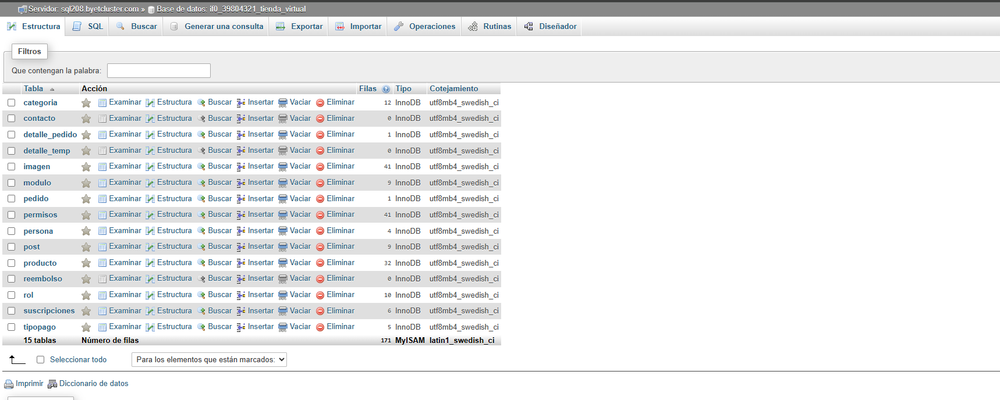 Servidor: sql208.byetcluster.com » Base de datos: if0_39804321_tienda_virtual
Estructura SQL Buscar Generar una consulta Exportar Importar Operaciones Rutinas Diseñador
Filtros
Que contengan la palabra:
Tabla Acción Filas Tipo Cotejamiento
categoria Examinar Estructura Buscar Insertar Vaciar Eliminar 12 InnoDB utf8mb4_swedish_ci
contacto Examinar Estructura Buscar Insertar Vaciar Eliminar 0 InnoDB utf8mb4_swedish_ci
detalle_pedido Examinar Estructura Buscar Insertar Vaciar Eliminar 1 InnoDB utf8mb4_swedish_ci
detalle_temp Examinar Estructura Buscar Insertar Vaciar Eliminar 0 InnoDB utf8mb4_swedish_ci
imagen Examinar Estructura Buscar Insertar Vaciar Eliminar 41 InnoDB utf8mb4_swedish_ci
modulo Examinar Estructura Buscar Insertar Vaciar Eliminar 9 InnoDB utf8mb4_swedish_ci
pedido Examinar Estructura Buscar Insertar Vaciar Eliminar 1 InnoDB utf8mb4_swedish_ci
permisos Examinar Estructura Buscar Insertar Vaciar Eliminar 41 InnoDB utf8mb4_swedish_ci
persona Examinar Estructura Buscar Insertar Vaciar Eliminar 4 InnoDB utf8mb4_swedish_ci
post Examinar Estructura Buscar Insertar Vaciar Eliminar 9 InnoDB utf8mb4_swedish_ci
producto Examinar Estructura Buscar Insertar Vaciar Eliminar 32 InnoDB utf8mb4_swedish_ci
reembolso Examinar Estructura Buscar Insertar Vaciar Eliminar 0 InnoDB utf8mb4_swedish_ci
rol Examinar Estructura Buscar Insertar Vaciar Eliminar 10 InnoDB utf8mb4_swedish_ci
suscripciones Examinar Estructura Buscar Insertar Vaciar Eliminar 6 InnoDB utf8mb4_swedish_ci
tipopago Examinar Estructura Buscar Insertar Vaciar Eliminar 5 InnoDB utf8mb4_swedish_ci
15 tablas Número de filas 171 MyISAM latin1_swedish_ci
Seleccionar todo Para los elementos que están marcados:
Imprimir Diccionario de datos